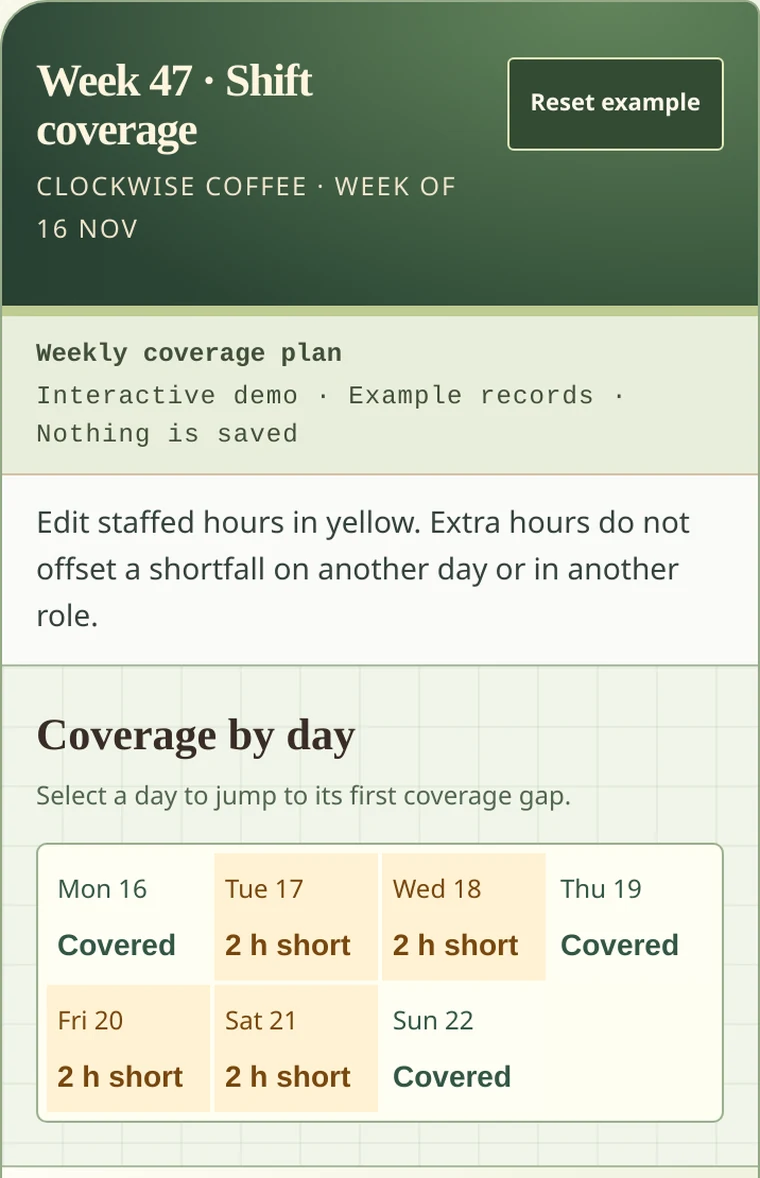 Week 47 · Shift
coverage
Reset example
CLOCKWISE COFFEE · WEEK OF
16 NOV
Weekly coverage plan
Interactive demo · Example records ·
Nothing is saved
Edit staffed hours in yellow. Extra hours do not
offset a shortfall on another day or in another
role.
Coverage by day
Select a day to jump to its first coverage gap.
Mon 16
Covered
Tue 17
2 h short
Wed 18
2 h short
Thu 19
Covered
Fri 20
2 h short
Sat 21
2 h short
Sun 22
Covered